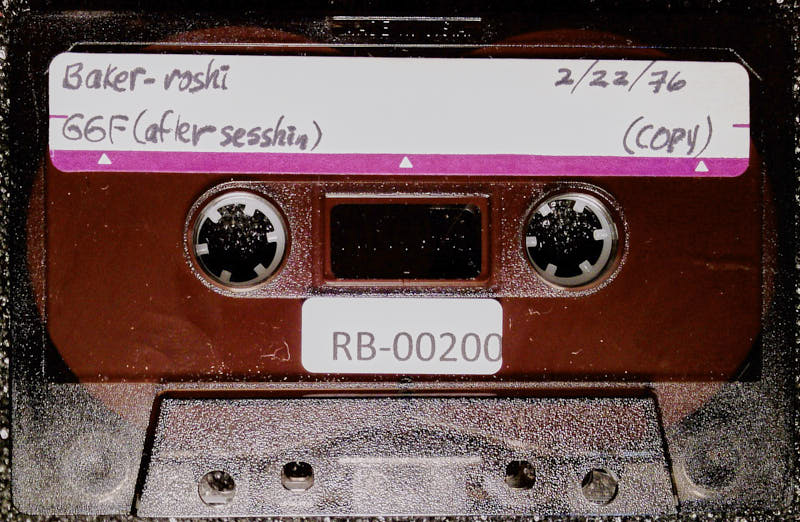 Baker-roshi 2/22/76
GGF (after sesshin) (COPY)
RB-00200